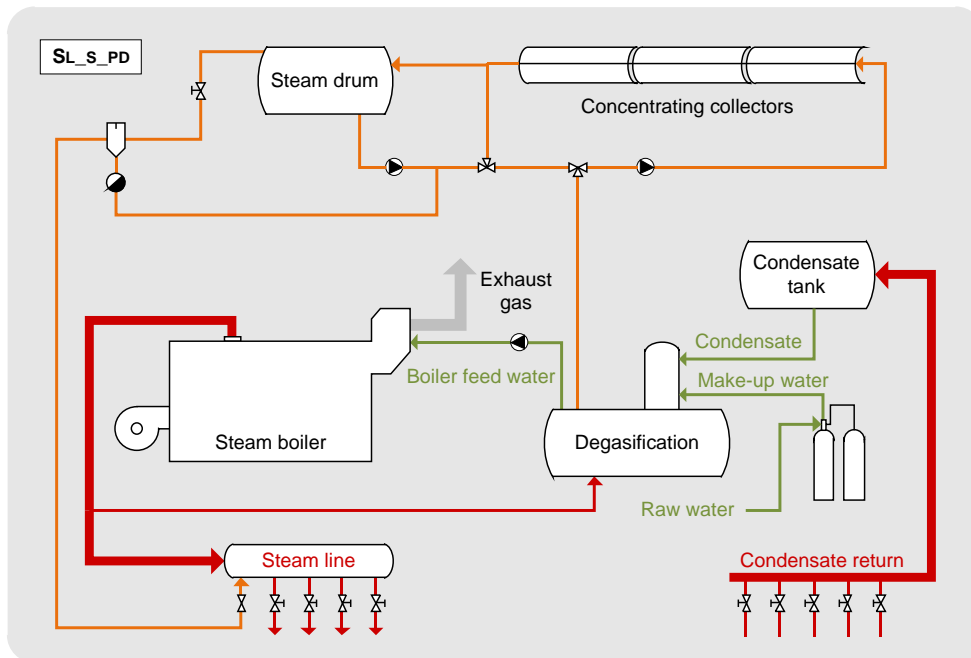 SL_S_PD
Steam drum
Concentrating collectors
Exhaust
gas
Condensate
tank
Condensate
Boiler feed water
Make-up water
Steam boiler
Degasification
Raw water
Steam line
Condensate return